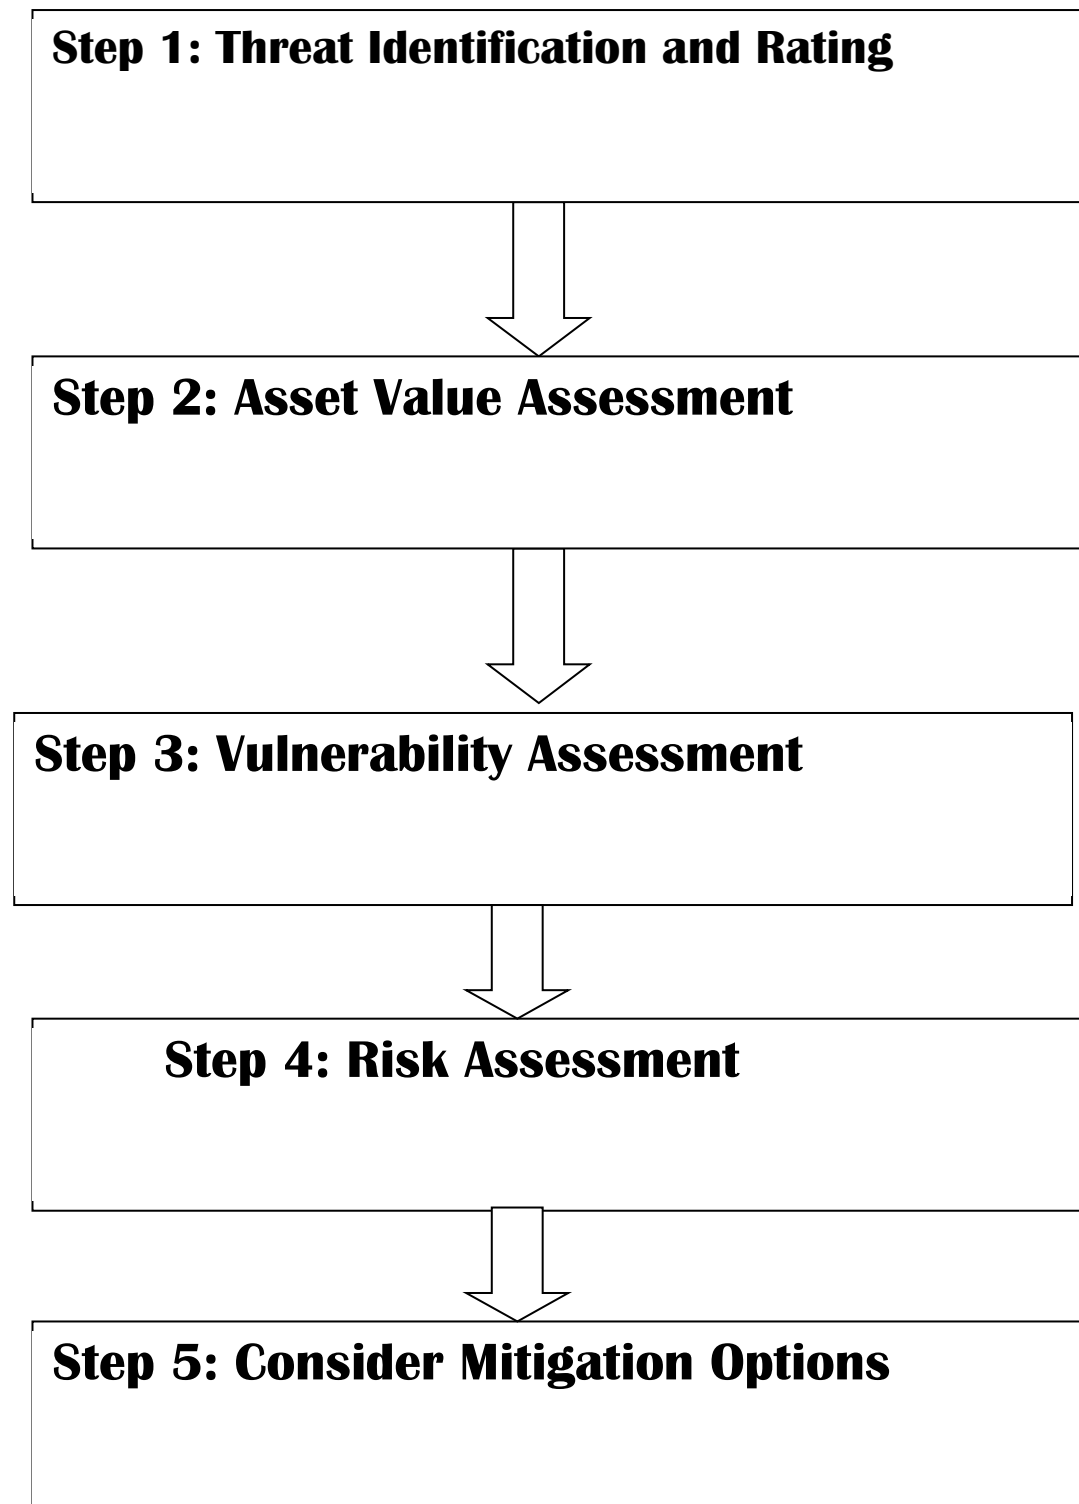 Step 1: Threat Identification and Rating
Step 2: Asset Value Assessment
Step 3: Vulnerability Assessment
Step 4: Risk Assessment
Step 5: Consider Mitigation Options